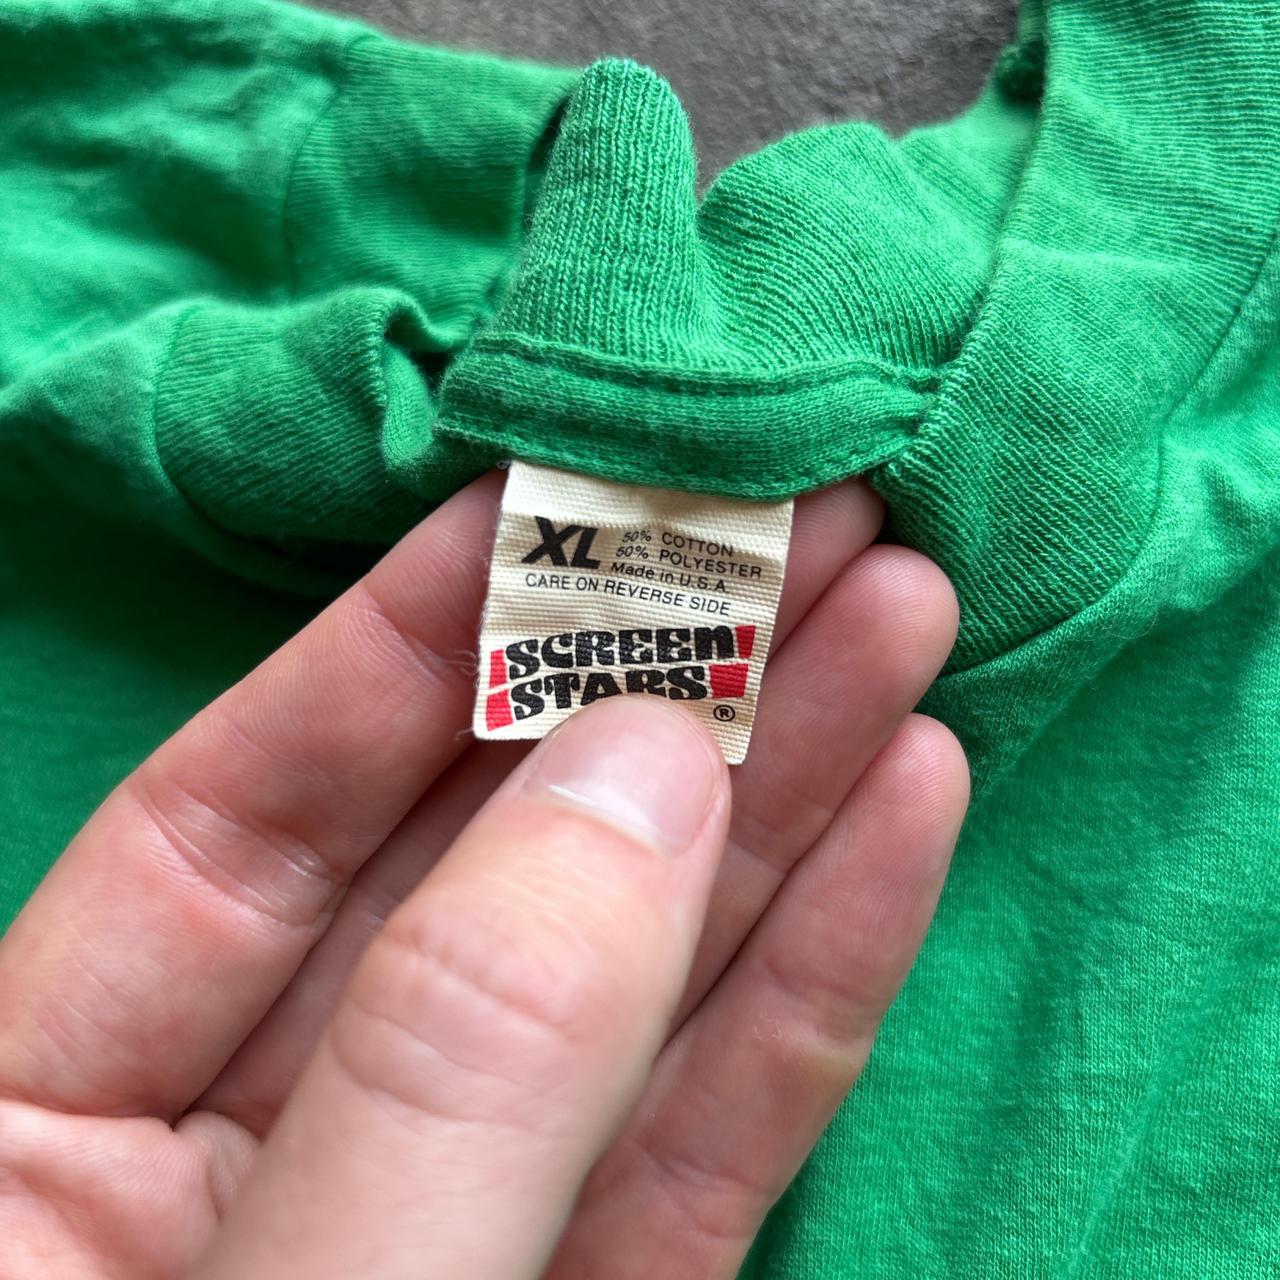 XL
50% COTTON
50% POLYESTER
Made in U.S.A.
CARE ON REVERSE SIDE
SCREEN
STARS
®